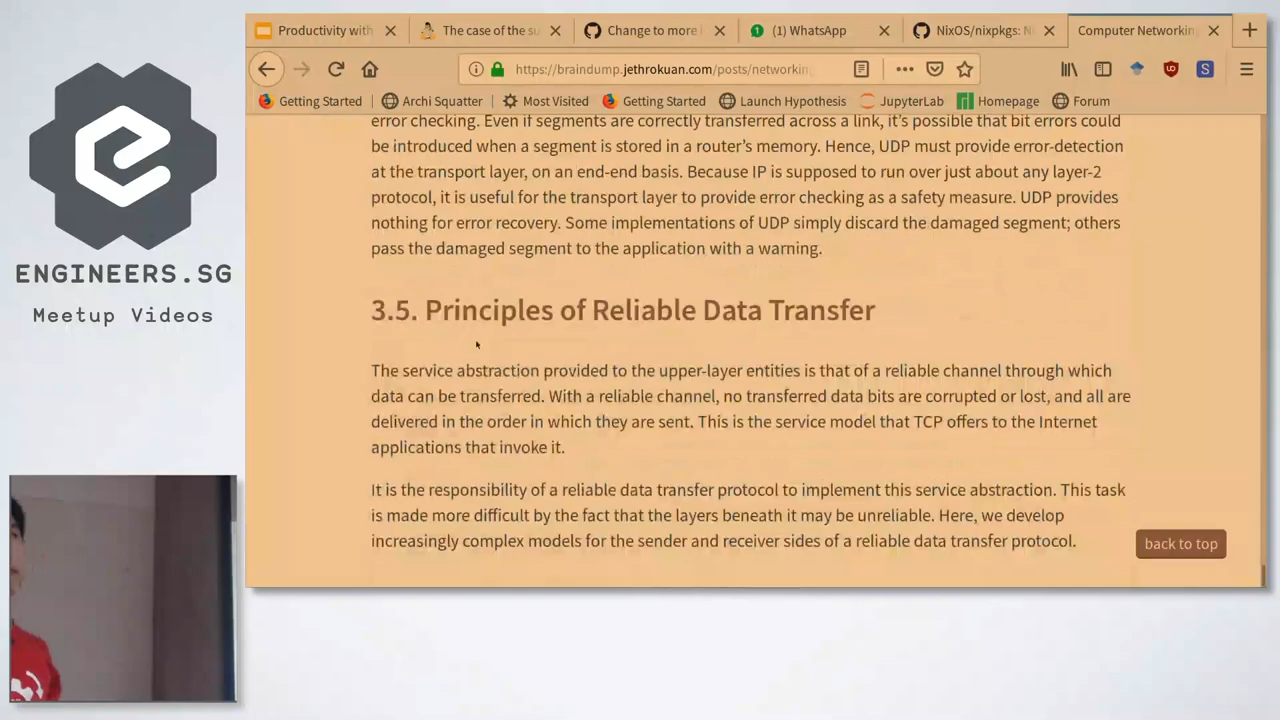 ENGINEERS.SG
Meetup Videos
Productivity with
The case of the su
Change to more
(1) WhatsApp
NixOS/nixpkgs: N
Computer Networking
https://braindump.jethrokuan.com/posts/networkin
Getting Started
Archi Squatter
Most Visited
Getting Started
Launch Hypothesis
JupyterLab
Homepage
Forum
error checking. Even if segments are correctly transferred across a link, it’s possible that bit errors could
be introduced when a segment is stored in a router’s memory. Hence, UDP must provide error-detection
at the transport layer, on an end-end basis. Because IP is supposed to run over just about any layer-2
protocol, it is useful for the transport layer to provide error checking as a safety measure. UDP provides
nothing for error recovery. Some implementations of UDP simply discard the damaged segment; others
pass the damaged segment to the application with a warning.
3.5. Principles of Reliable Data Transfer
The service abstraction provided to the upper-layer entities is that of a reliable channel through which
data can be transferred. With a reliable channel, no transferred data bits are corrupted or lost, and all are
delivered in the order in which they are sent. This is the service model that TCP offers to the Internet
applications that invoke it.
It is the responsibility of a reliable data transfer protocol to implement this service abstraction. This task
is made more difficult by the fact that the layers beneath it may be unreliable. Here, we develop
increasingly complex models for the sender and receiver sides of a reliable data transfer protocol.
back to top